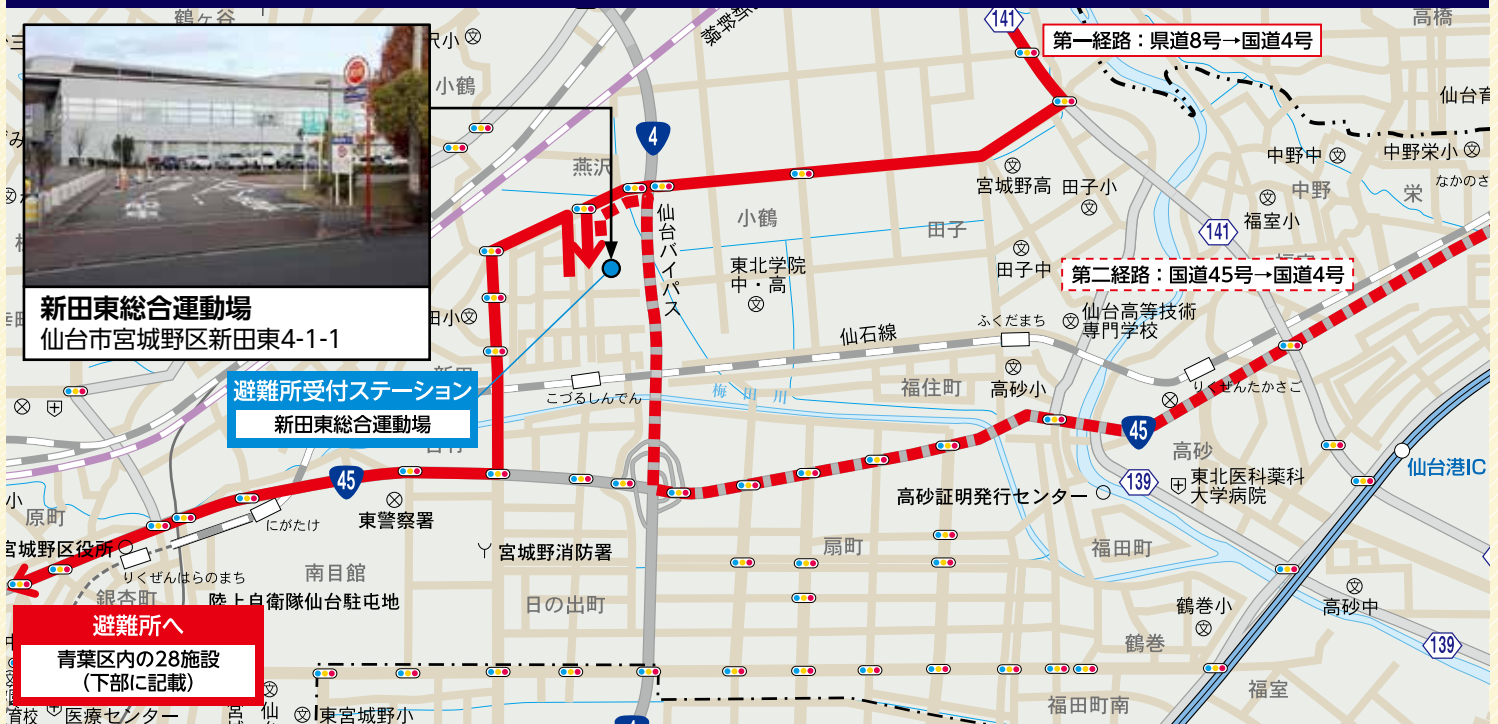 鶴ヶ谷
新田東総合運動場
仙台市宮城野区新田東4-1-1
小鶴
燕沢
4
141
第一経路：県道8号→国道4号
高橋
中野中
中野栄小
中野
栄
宮城野高
田子小
福室小
141
小鶴
田子
仙台バイパス
東北学院
中・高
田子中
第二経路：国道45号→国道4号
仙台高等技術
専門学校
ふくだまち
仙石線
避難所受付ステーション
新田東総合運動場
こづるしんでん
梅田川
福住町
高砂小
りくぜんたかさご
45
高砂
仙台港IC
45
139
東北医科薬科
大学病院
高砂証明発行センター
原町
にがたけ
東警察署
宮城野消防署
扇町
福田町
宮城野区役所
りくぜんはらのまち
南目館
銀杏町
陸上自衛隊仙台駐屯地
日の出町
鶴巻小
高砂中
避難所へ
青葉区内の28施設
（下部に記載）
鶴巻
139
福室
福田町南
医療センター
東宮城野小
4